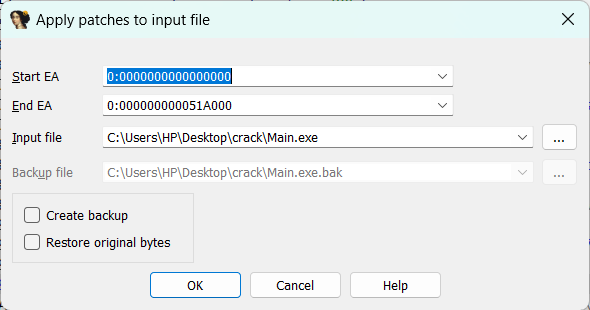 Apply patches to input file
Start EA 0:0000000000000000
End EA 0:000000000051A000
Input file C:\Users\HP\Desktop\crack\Main.exe ...
Backup file C:\Users\HP\Desktop\crack\Main.exe.bak ...
Create backup
Restore original bytes
OK Cancel Help